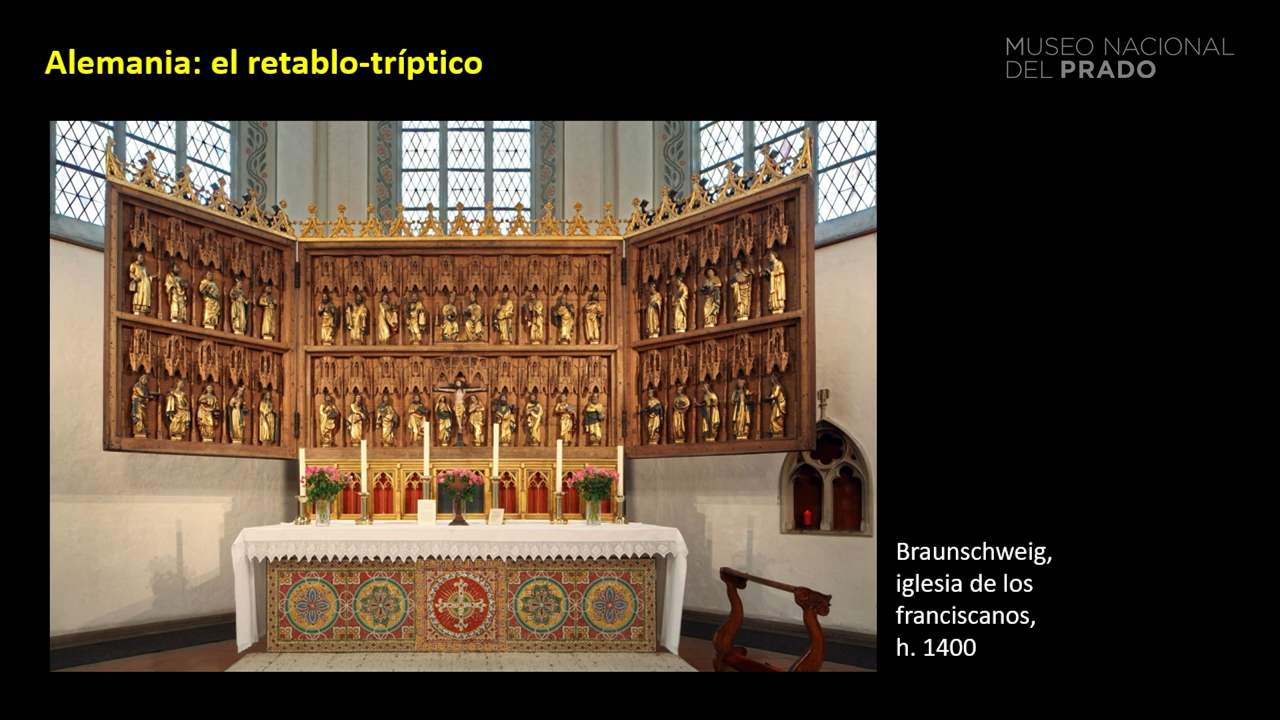 Alemania: el retablo-tríptico
MUSEO NACIONAL
DEL PRADO
Braunschweig,
iglesia de los
franciscanos,
h. 1400